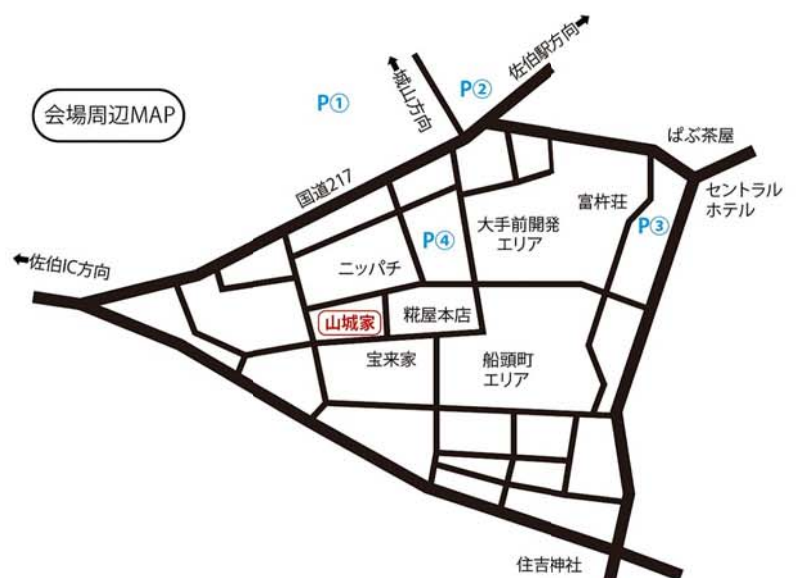 佐伯駅方向
城山方向
P②
P①
会場周辺MAP
ぱぶ茶屋
国道217
セントラル
ホテル
富杵荘
大手前開発
エリア
P③
P④
佐伯IC方向
ニッパチ
山城家
糀屋本店
宝来家
船頭町
エリア
住吉神社